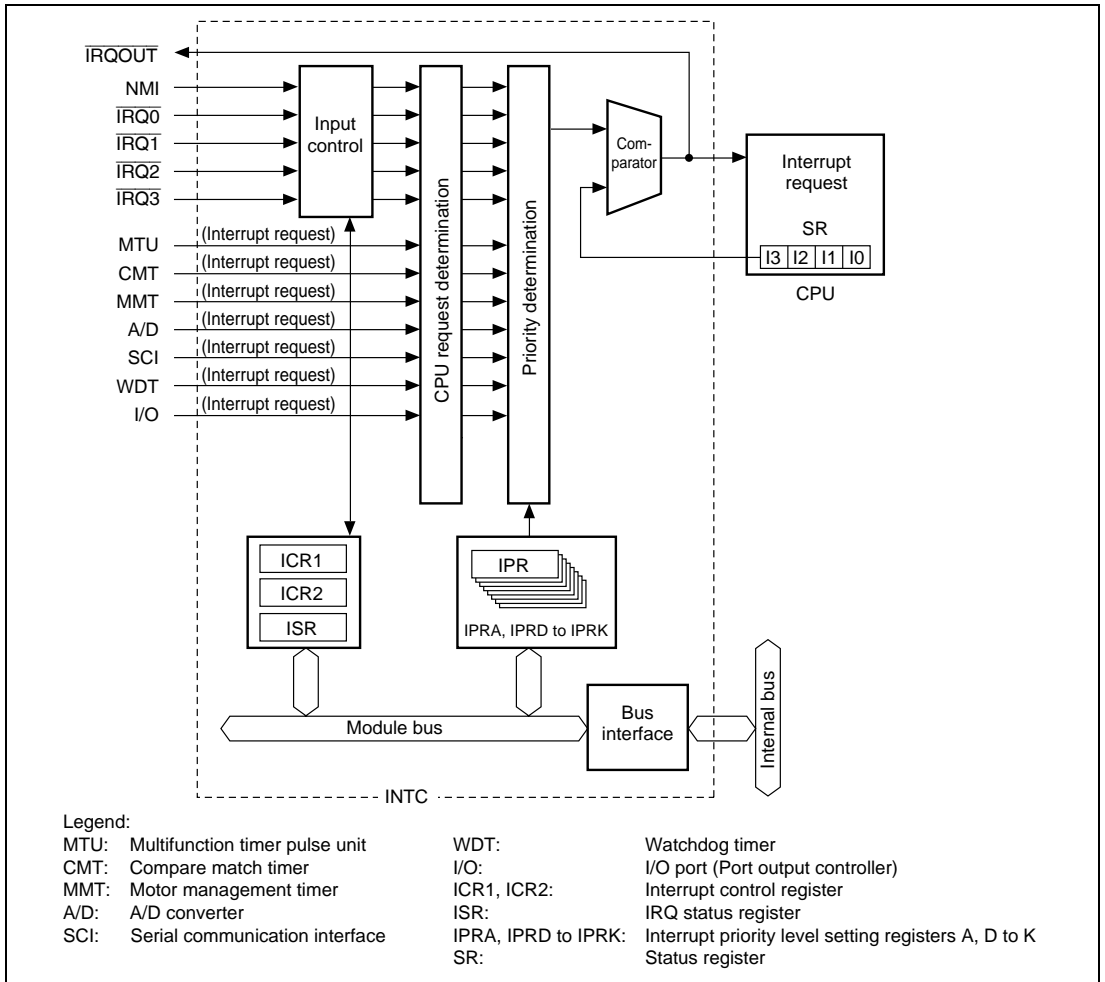 IRQOUT
NMI
IRQ0
IRQ1
IRQ2
IRQ3
MTU
CMT
MMT
A/D
SCI
WDT
I/O
(Interrupt request)
(Interrupt request)
(Interrupt request)
(Interrupt request)
(Interrupt request)
(Interrupt request)
(Interrupt request)
Input
control
CPU request determination
Priority determination
Com-
parator
Interrupt
request
SR
I3 I2 I1 I0
CPU
ICR1
ICR2
ISR
IPR
IPRA, IPRD to IPRK
Module bus
Bus
interface
Internal bus
INTC
Legend:
MTU: Multifunction timer pulse unit
CMT: Compare match timer
MMT: Motor management timer
A/D: A/D converter
SCI: Serial communication interface
WDT: Watchdog timer
I/O: I/O port (Port output controller)
ICR1, ICR2: Interrupt control register
ISR: IRQ status register
IPRA, IPRD to IPRK: Interrupt priority level setting registers A, D to K
SR: Status register